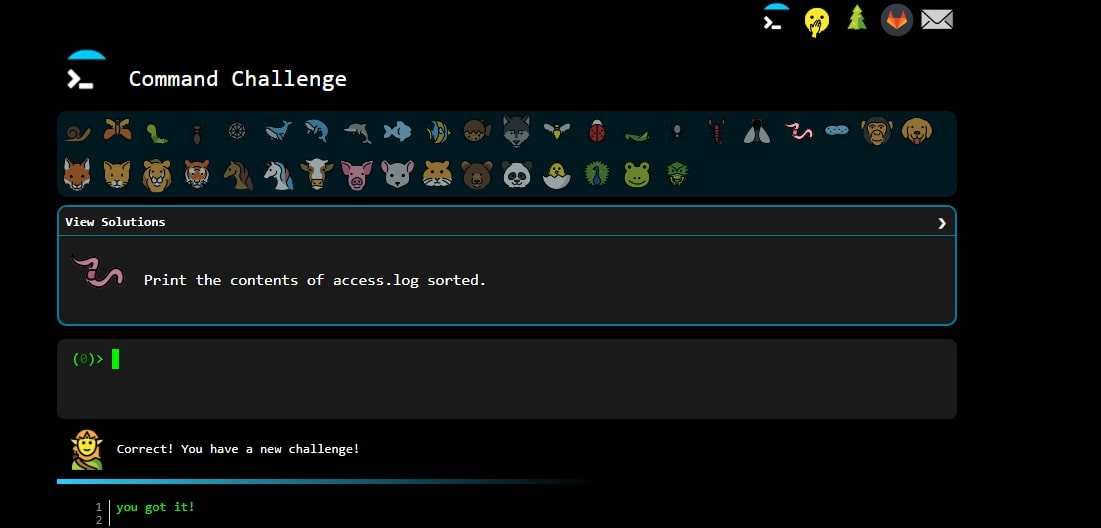 Command Challenge
View Solutions
Print the contents of access.log sorted.
(0)>
Correct! You have a new challenge!
1 you got it!
2